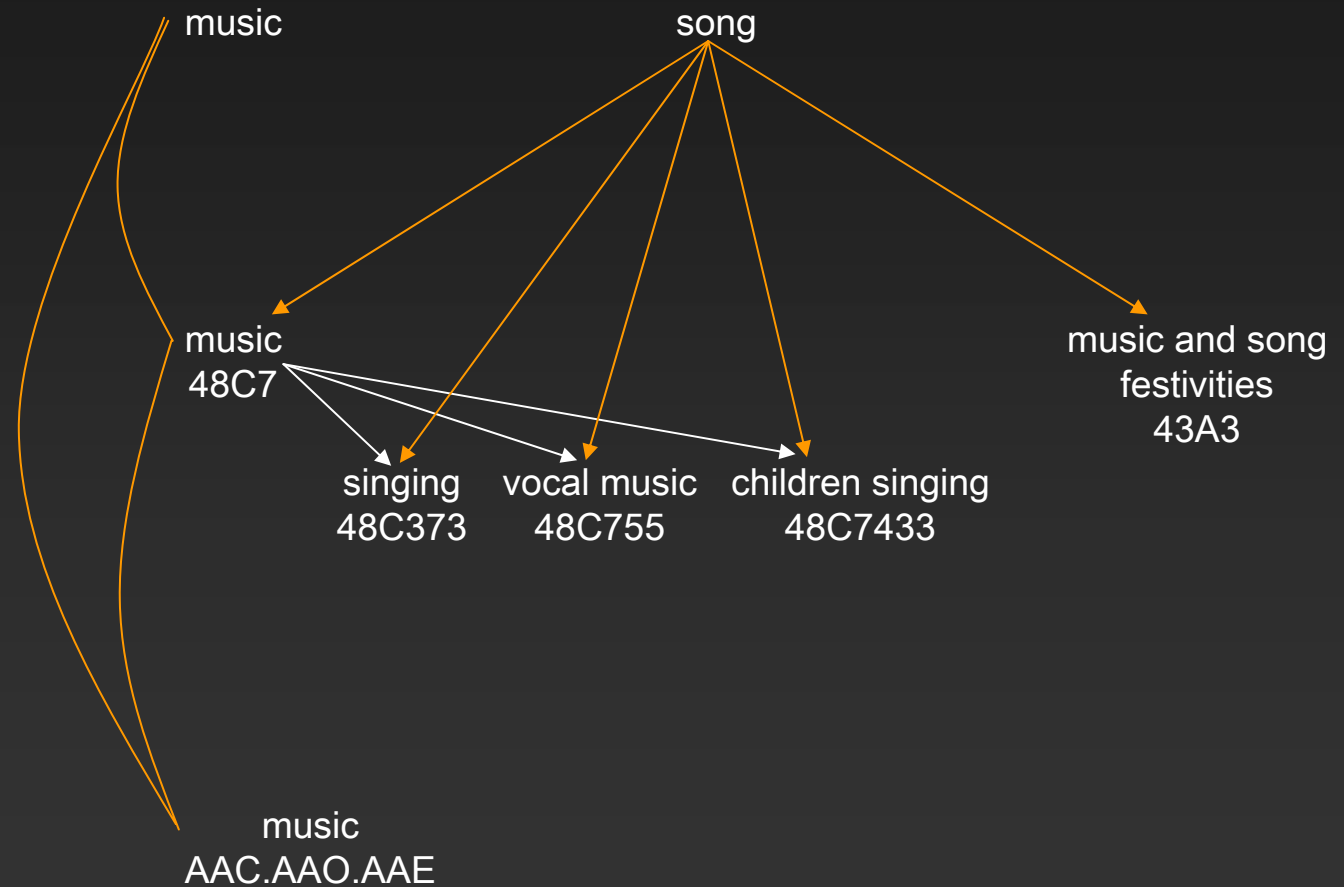 music
song
music
48C7
music and song
festivities
43A3
singing
48C373
vocal music
48C755
children singing
48C7433
music
AAC.AAO.AAE